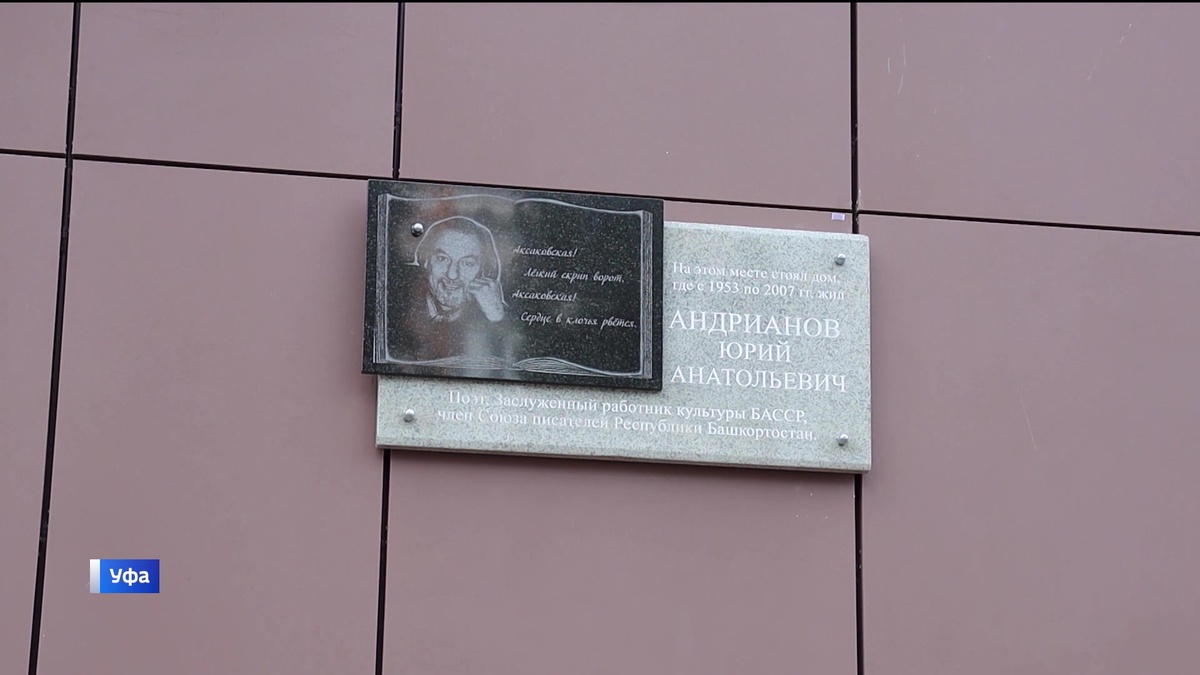 Аксаковская!
Лёгкий скрип ворот,
Аксаковская!
Сердце в клочья рвётся.
На этом месте стоял дом,
где с 1953 по 2007 гг. жил
АНДРИАНОВ
ЮРИЙ
АНАТОЛЬЕВИЧ
Поэт. Заслуженный работник культуры БАССР,
член Союза писателей Республики Башкортостан.
Уфа